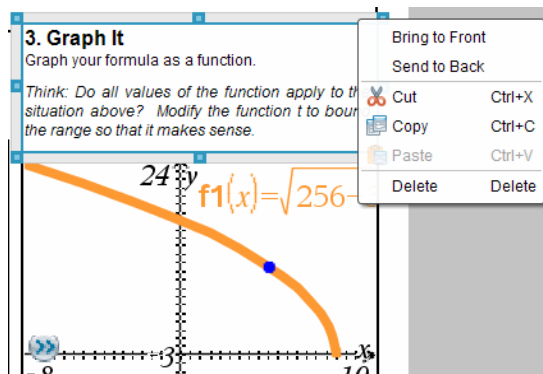 3. Graph It
Graph your formula as a function.
Think: Do all values of the function apply to th
situation above? Modify the function t to boun
the range so that it makes sense.
Bring to Front
Send to Back
Cut Ctrl+X
Copy Ctrl+C
Paste Ctrl+V
Delete Delete
24 y
f1(x)=√256-
-3
x
-8
10